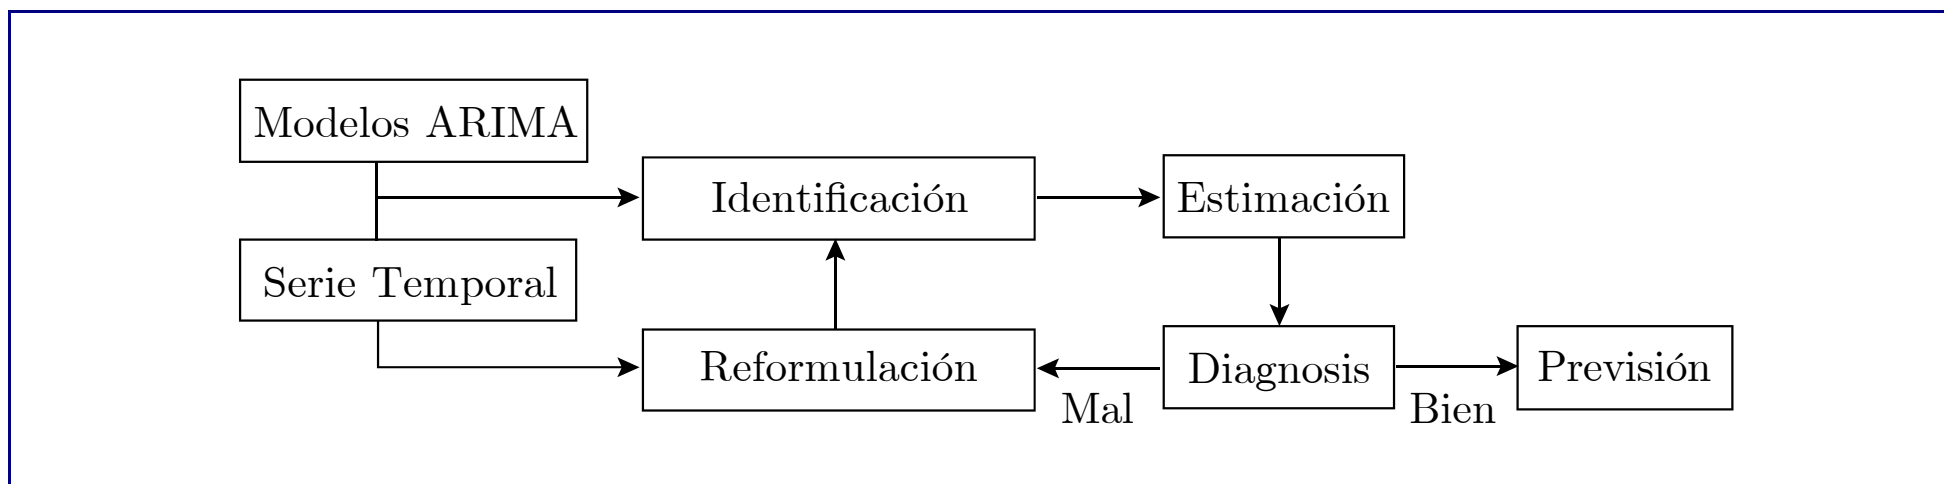 Modelos ARIMA
Identificación
Estimación
Serie Temporal
Reformulación
Diagnosis
Previsión
Mal
Bien